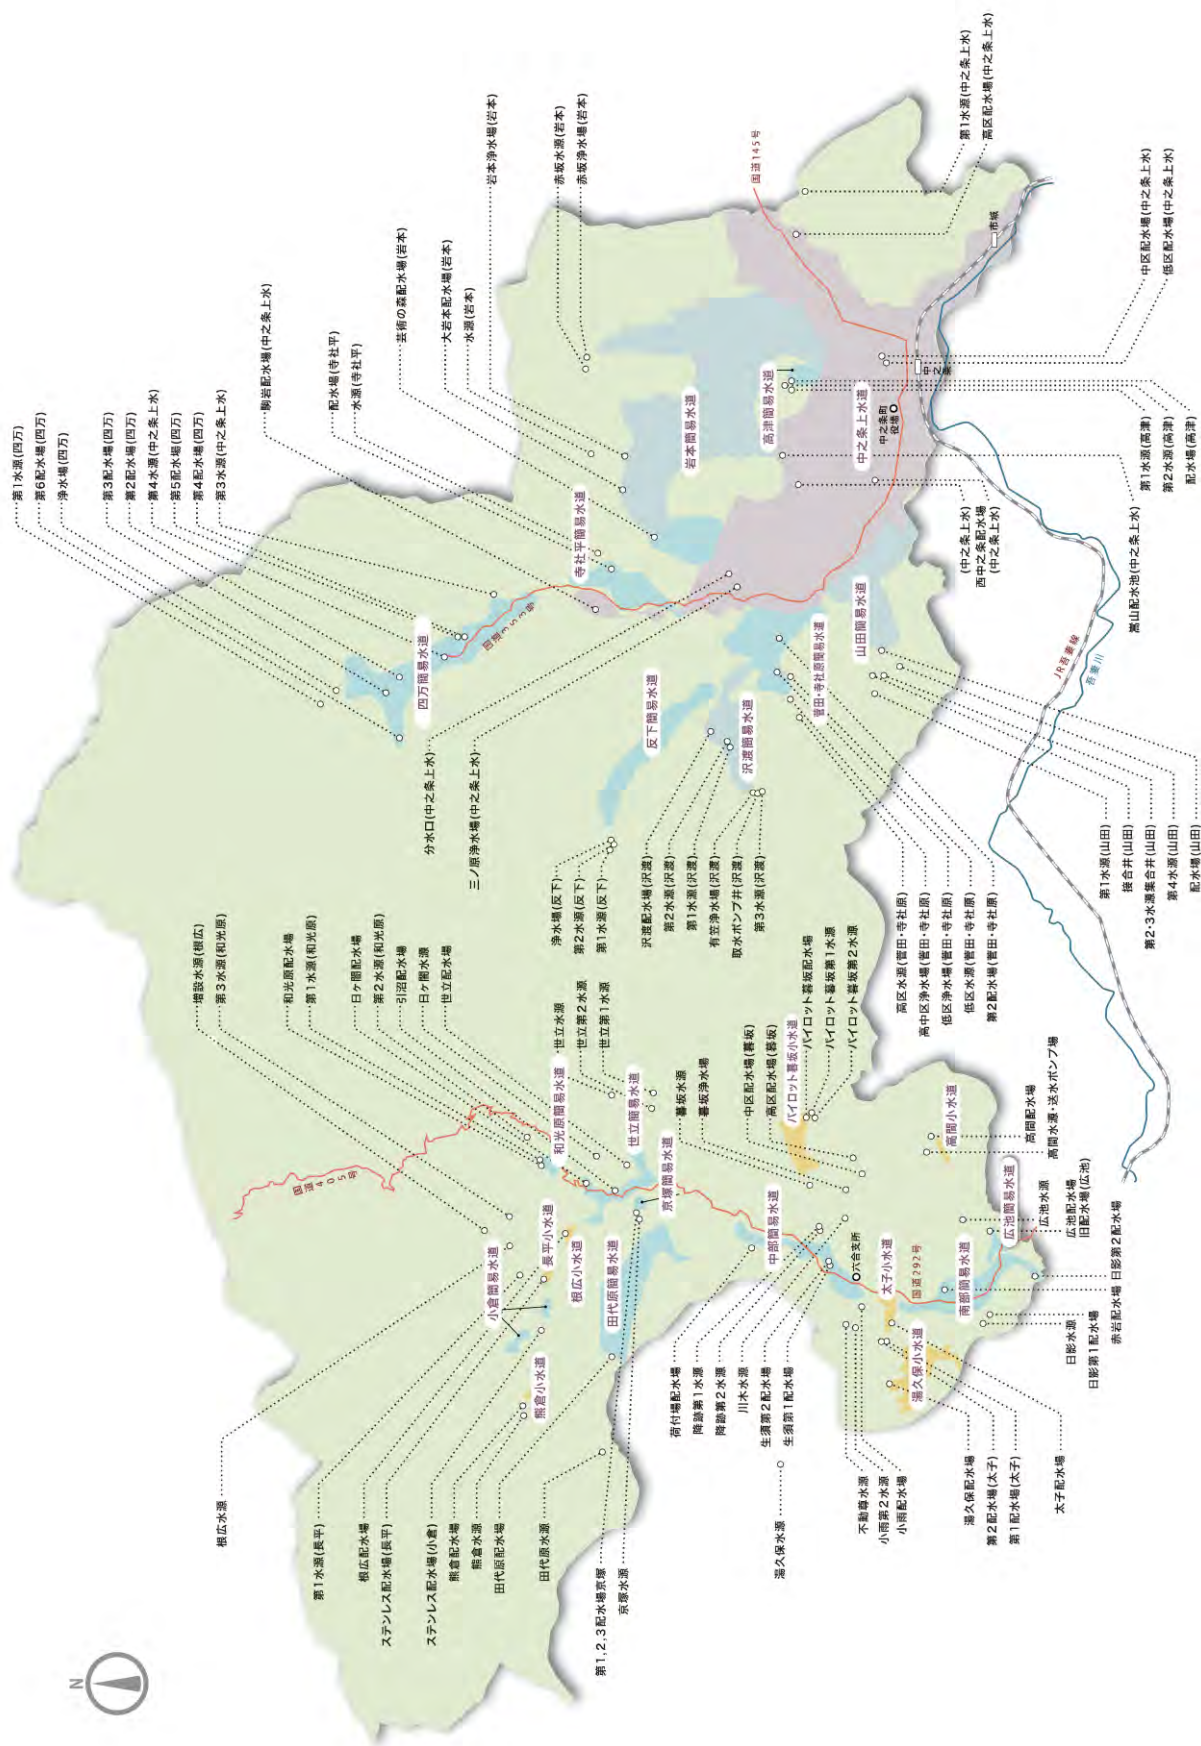 N
第1水源(四万)
第6配水場(四万)
浄水場(四万)
第3配水場(四万)
第2配水場(四万)
第4水源(中之条上水)
第5配水場(四万)
第4配水場(四万)
第3水源(中之条上水)
駒岩配水場(中之条上水)
配水場(寺社平)
水源(寺社平)
芸術の森配水場(岩本)
大岩本配水場(岩本)
水源(岩本)
岩本浄水場(岩本)
赤坂水源(岩本)
赤坂浄水場(岩本)
国道145号
第1水源(中之条上水)
高区配水場(中之条上水)
中区配水場(中之条上水)
低区配水場(中之条上水)
市城
中之条
四万簡易水道
国道353号
寺社平簡易水道
岩本簡易水道
高津簡易水道
中之条上水道
中之条町
役場
第1水源(高津)
第2水源(高津)
配水場(高津)
(中之条上水)
西中之条配水場
(中之条上水)
嵩山配水池(中之条上水)
分水口(中之条上水)
三ノ原浄水場(中之条上水)
反下簡易水道
沢渡簡易水道
菅田・寺社原簡易水道
山田簡易水道
JR吾妻線
吾妻川
浄水場(反下)
第2水源(反下)
第1水源(反下)
沢渡配水場(沢渡)
第2水源(沢渡)
第1水源(沢渡)
有笠浄水場(沢渡)
取水ポンプ井(沢渡)
第3水源(沢渡)
高区水源(菅田・寺社原)
高中区浄水場(菅田・寺社原)
低区浄水場(菅田・寺社原)
低区水源(菅田・寺社原)
第2配水場(菅田・寺社原)
第1水源(山田)
接合井(山田)
第2・3水源集合井(山田)
第4水源(山田)
配水場(山田)
増設水源(根広)
第3水源(和光原)
和光原配水場
第1水源(和光原)
日ヶ間配水場
第2水源(和光原)
引沼配水場
日ヶ間水源
世立配水場
世立水源
世立第2水源
世立第1水源
国道405号
和光原簡易水道
世立簡易水道
京塚簡易水道
暮坂水源
暮坂浄水場
中区配水場(暮坂)
高区配水場(暮坂)
パイロット暮坂小水道
パイロット暮坂配水場
パイロット暮坂第1水源
パイロット暮坂第2水源
小倉簡易水道
長平小水道
根広小水道
田代原簡易水道
熊倉小水道
中部簡易水道
六合支所
太子小水道
国道292号
南部簡易水道
湯久保小水道
高間小水道
広池簡易水道
高間配水場
高間水源・送水ポンプ場
広池水源
広池配水場
旧配水場(広池)
日影第2配水場
赤岩配水場
日影第1配水場
日影水源
根広水源
第1水源(長平)
根広配水場
ステンレス配水場(長平)
ステンレス配水場(小倉)
熊倉配水場
熊倉水源
田代原配水場
田代原水源
第1,2,3配水場京塚
京塚水源
荷付場配水場
降跡第1水源
降跡第2水源
川木水源
生須第2配水場
生須第1配水場
湯久保水源
不動尊水源
小雨第2水源
小雨配水場
湯久保配水場
第2配水場(太子)
第1配水場(太子)
太子配水場